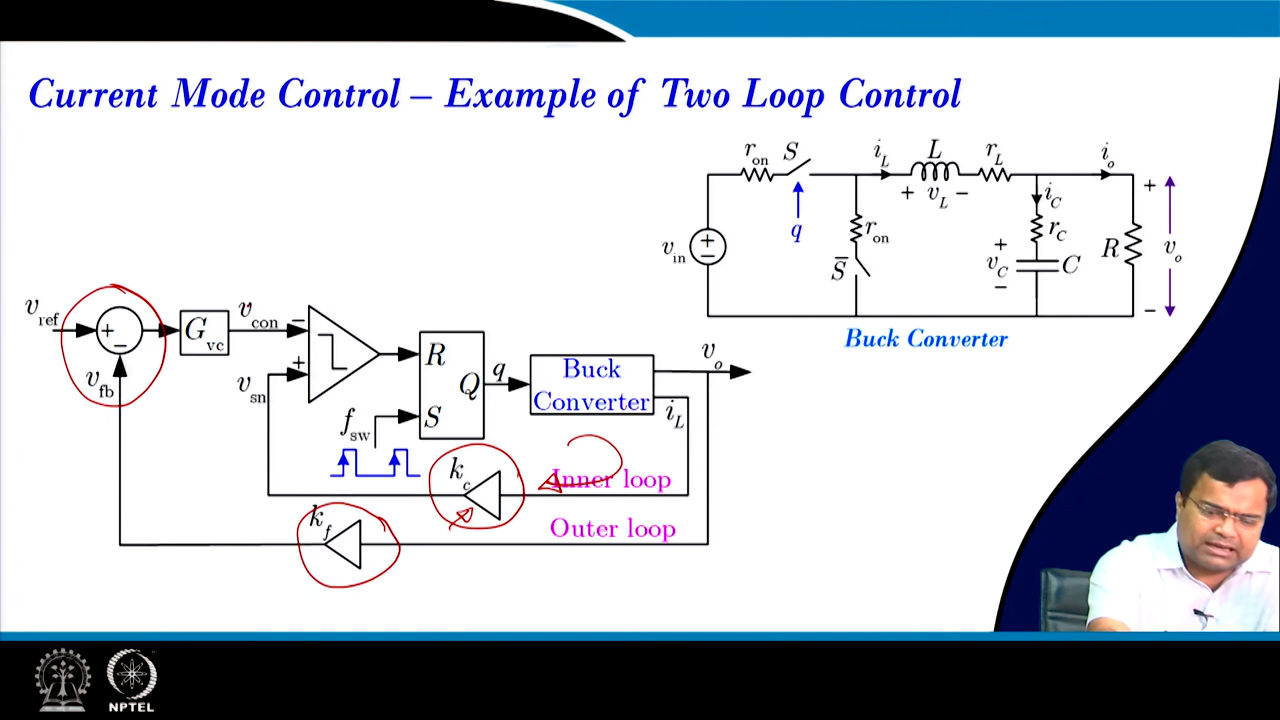 Current Mode Control – Example of Two Loop Control
r_on S i_L L r_L i_o
+ v_L −
i_C
+
q
r_on
r_C
v_in
+
−
S̅
+
v_C
−
C
R
v_o
−
Buck Converter
v_ref
+
−
G_vc
v_con
−
+
v_fb
v_sn
R
Q
S
q
Buck
Converter
v_o
i_L
f_sw
k_c
Inner loop
k_f
Outer loop
NPTEL